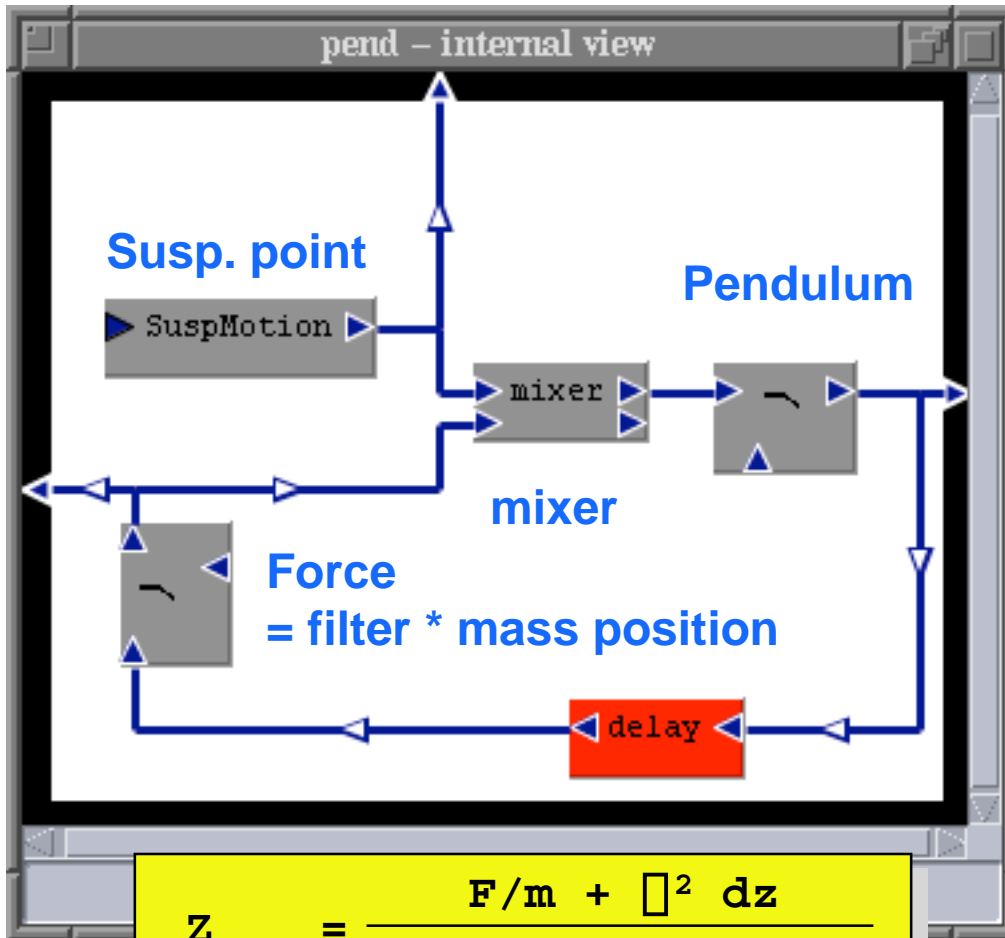 pend – internal view
Susp. point
SuspMotion
Pendulum
mixer
mixer
Force
= filter * mass position
delay
F/m + ▯² dz
Z =